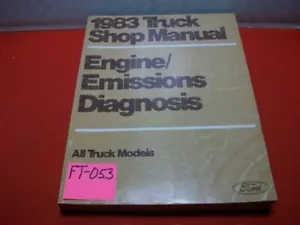 1983 Truck
Shop Manual
Engine/
Emissions
Diagnosis
All Truck Models
FT-053
Ford